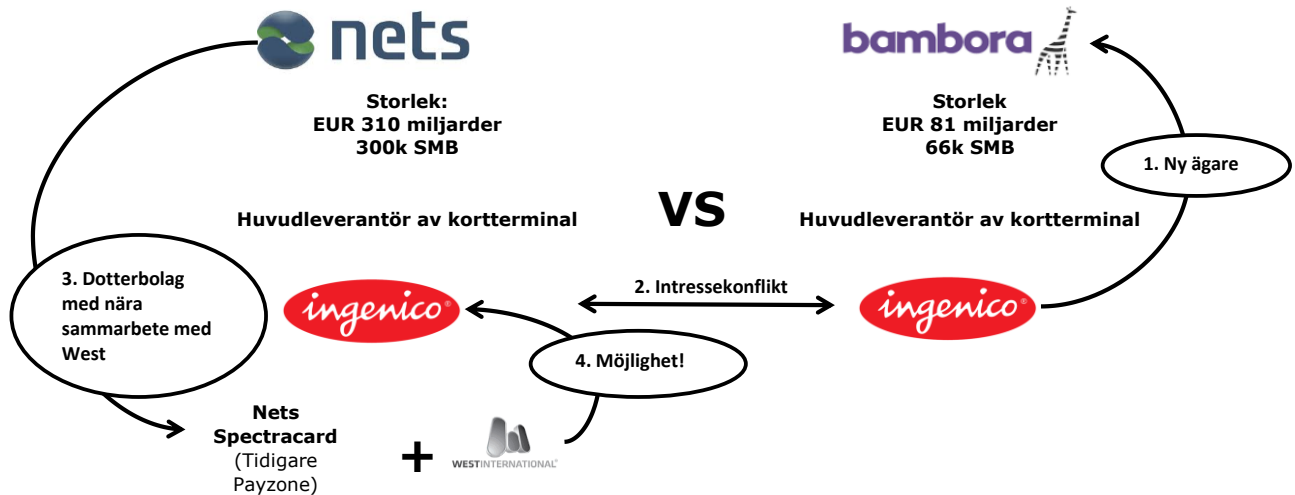 nets
bambora
Storlek:
EUR 310 miljarder
300k SMB
Storlek
EUR 81 miljarder
66k SMB
1. Ny ägare
VS
Huvudleverantör av kortterminal
Huvudleverantör av kortterminal
3. Dotterbolag
med nära
sammarbete med
West
ingenico®
2. Intressekonflikt
ingenico®
4. Möjlighet!
Nets
Spectracard
(Tidigare
Payzone)
+
WESTINTERNATIONAL®